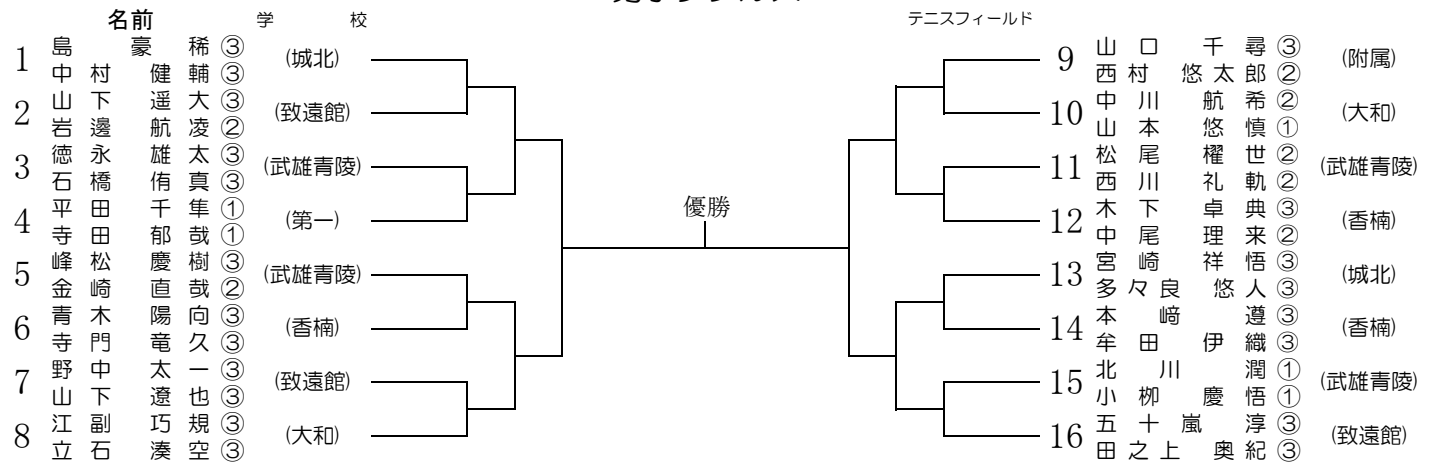 名前 学 校
テニスフィールド
1 島 豪 稀 ③ (城北)
中 村 健 輔 ③
2 山 下 遥 大 ③ (致遠館)
岩 邊 航 凌 ②
3 徳 永 雄 太 ③ (武雄青陵)
石 橋 侑 真 ③
4 平 田 千 隼 ① (第一)
寺 田 郁 哉 ①
5 峰 松 慶 樹 ③ (武雄青陵)
金 崎 直 哉 ②
6 青 木 陽 向 ③ (香楠)
寺 門 竜 久 ③
7 野 中 太 一 ③ (致遠館)
山 下 遼 也 ③
8 江 副 巧 規 ③ (大和)
立 石 湊 空 ③
優勝
9 山 口 千 尋 ③ (附属)
西 村 悠 太 郎 ②
10 中 川 航 希 ② (大和)
山 本 悠 慎 ①
11 松 尾 櫂 世 ② (武雄青陵)
西 川 礼 軌 ②
12 木 下 卓 典 ③ (香楠)
中 尾 理 来 ②
13 宮 崎 祥 悟 ③ (城北)
多 々 良 悠 人 ③
14 本 﨑 遵 ③ (香楠)
牟 田 伊 織 ③
15 北 川 潤 ① (武雄青陵)
小 栁 慶 悟 ①
16 五 十 嵐 淳 ③ (致遠館)
田 之 上 奥 紀 ③